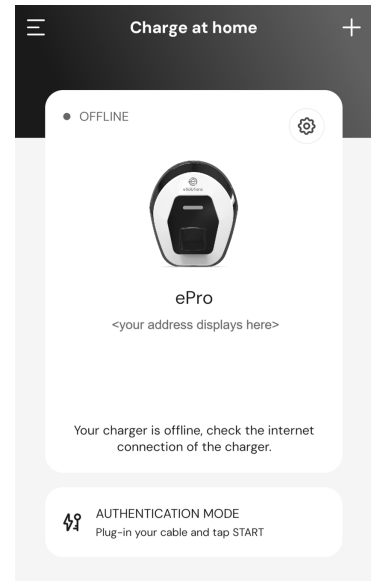 Charge at home
OFFLINE
ePro
<your address displays here>
Your charger is offline, check the internet
connection of the charger.
AUTHENTICATION MODE
Plug-in your cable and tap START